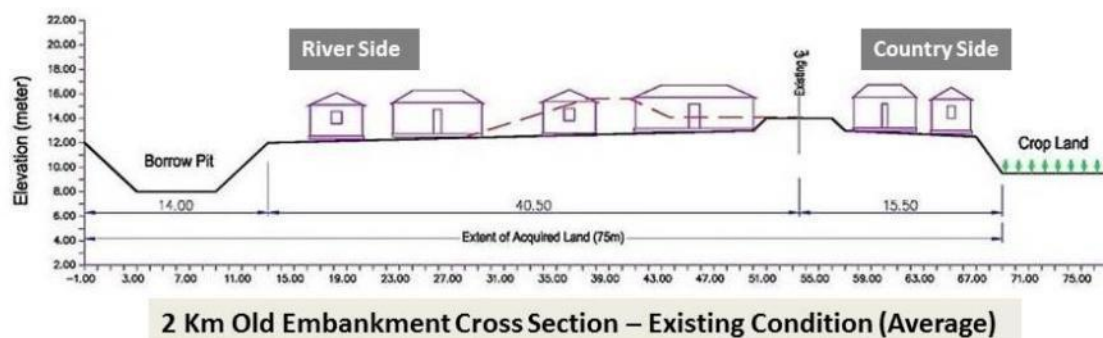 22.00
20.00
18.00
16.00
14.00
12.00
10.00
8.00
6.00
4.00
2.00
Elevation (meter)
River Side
Country Side
Existing ȝ
Borrow Pit
Crop Land
14.00
40.50
15.50
Extent of Acquired Land (75m)
-1.00 3.00 7.00 11.00 15.00 19.00 23.00 27.00 31.00 35.00 39.00 43.00 47.00 51.00 55.00 59.00 63.00 67.00 71.00 75.00
2 Km Old Embankment Cross Section – Existing Condition (Average)